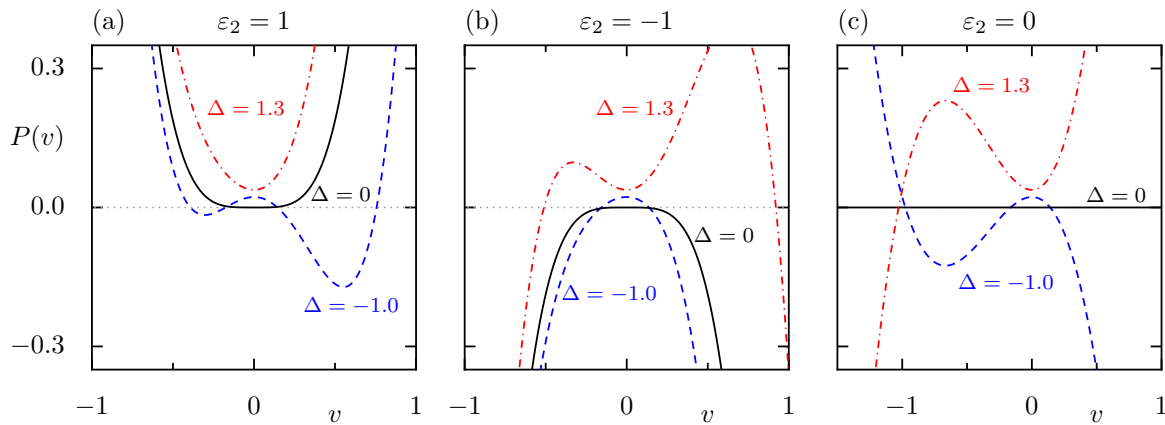 (a) ε₂ = 1
(b) ε₂ = −1
(c) ε₂ = 0
P(v)
0.3
0.0
−0.3
Δ = 1.3
Δ = 0
Δ = −1.0
Δ = 1.3
Δ = 0
Δ = −1.0
Δ = 1.3
Δ = 0
Δ = −1.0
−1 0 v 1
−1 0 v 1
−1 0 v 1